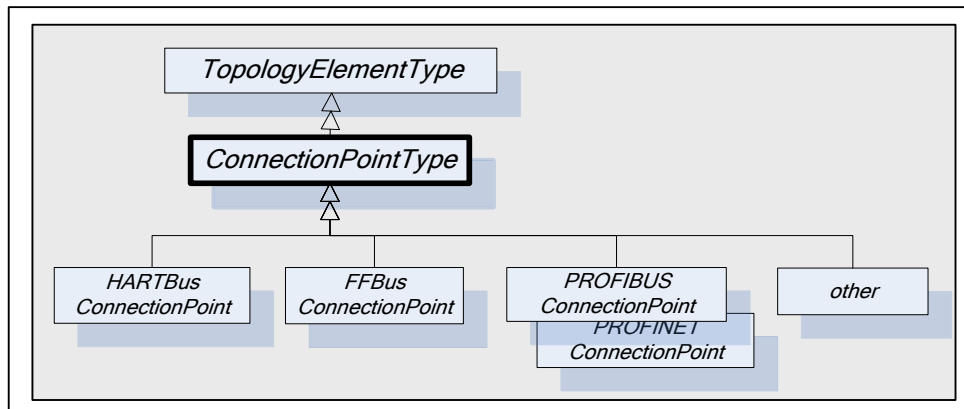 TopologyElementType
ConnectionPointType
HARTBus
ConnectionPoint
FFBus
ConnectionPoint
PROFIBUS
ConnectionPoint
PROFINET
ConnectionPoint
other